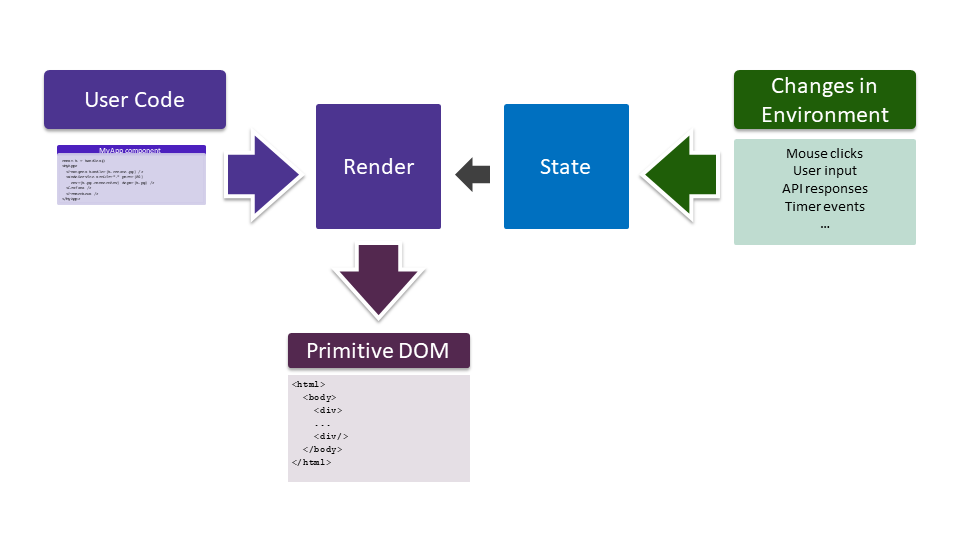 User Code
MyApp component
Render
State
Changes in
Environment
Mouse clicks
User input
API responses
Timer events
...
Primitive DOM
<html>
<body>
<div>
...
<div/>
</body>
</html>